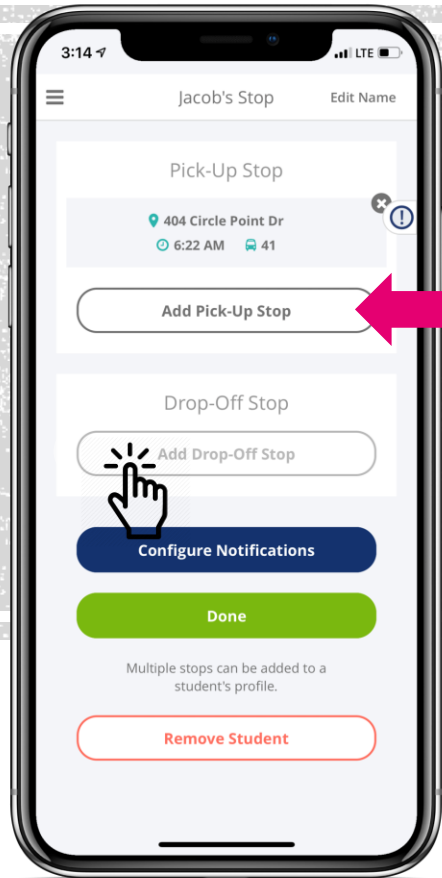 3:14 LTE
Jacob's Stop Edit Name
Pick-Up Stop
404 Circle Point Dr
6:22 AM 41
Add Pick-Up Stop
Drop-Off Stop
Add Drop-Off Stop
Configure Notifications
Done
Multiple stops can be added to a
student's profile.
Remove Student